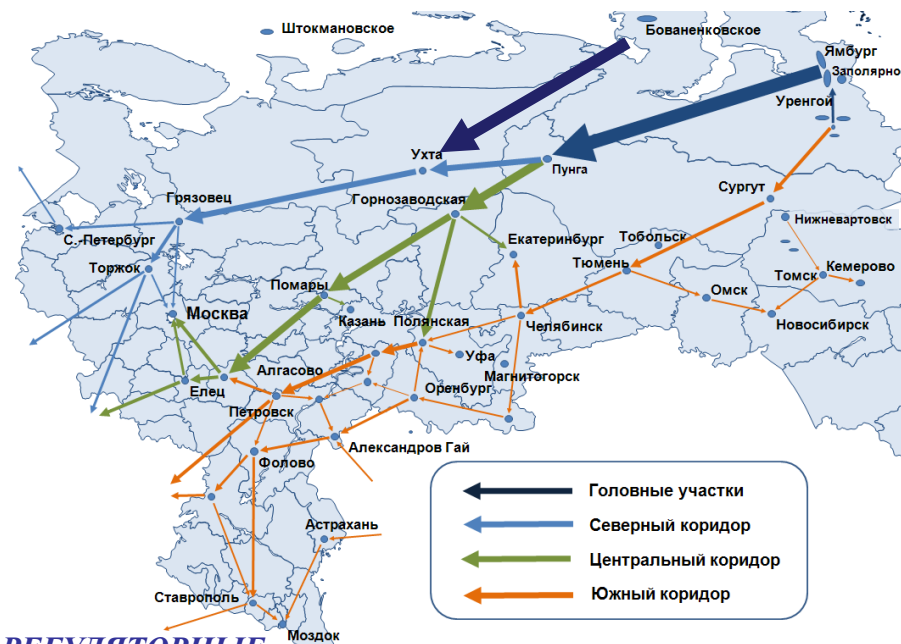 Штокмановское
Бованенковское
Ямбург
Заполярно
Уренгой
Ухта
Пунга
Грязовец
Горнозаводская
Сургут
Нижневартовск
С.-Петербург
Екатеринбург
Тобольск
Торжок
Тюмень
Кемерово
Томск
Помары
Омск
Москва
Казань
Полянская
Челябинск
Новосибирск
Уфа
Алгасово
Магнитогорск
Елец
Оренбург
Петровск
Александров Гай
Фолово
Головные участки
Астрахань
Северный коридор
Центральный коридор
Южный коридор
Ставрополь
Моздок
РЕГУЛЯТОРНЫЕ